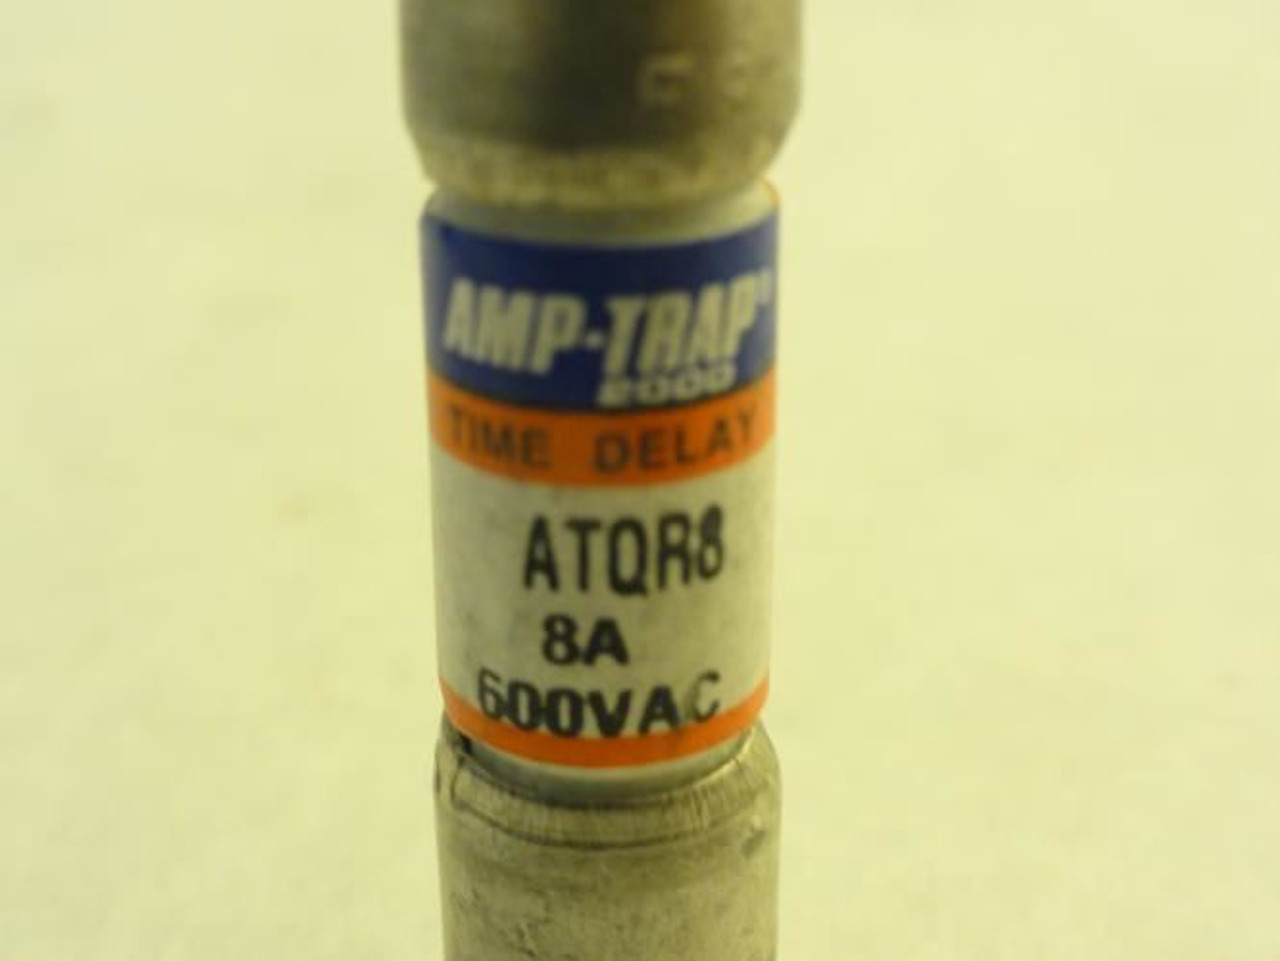 AMP-TRAP®
2000
TIME DELAY
ATQR8
8A
600VAC